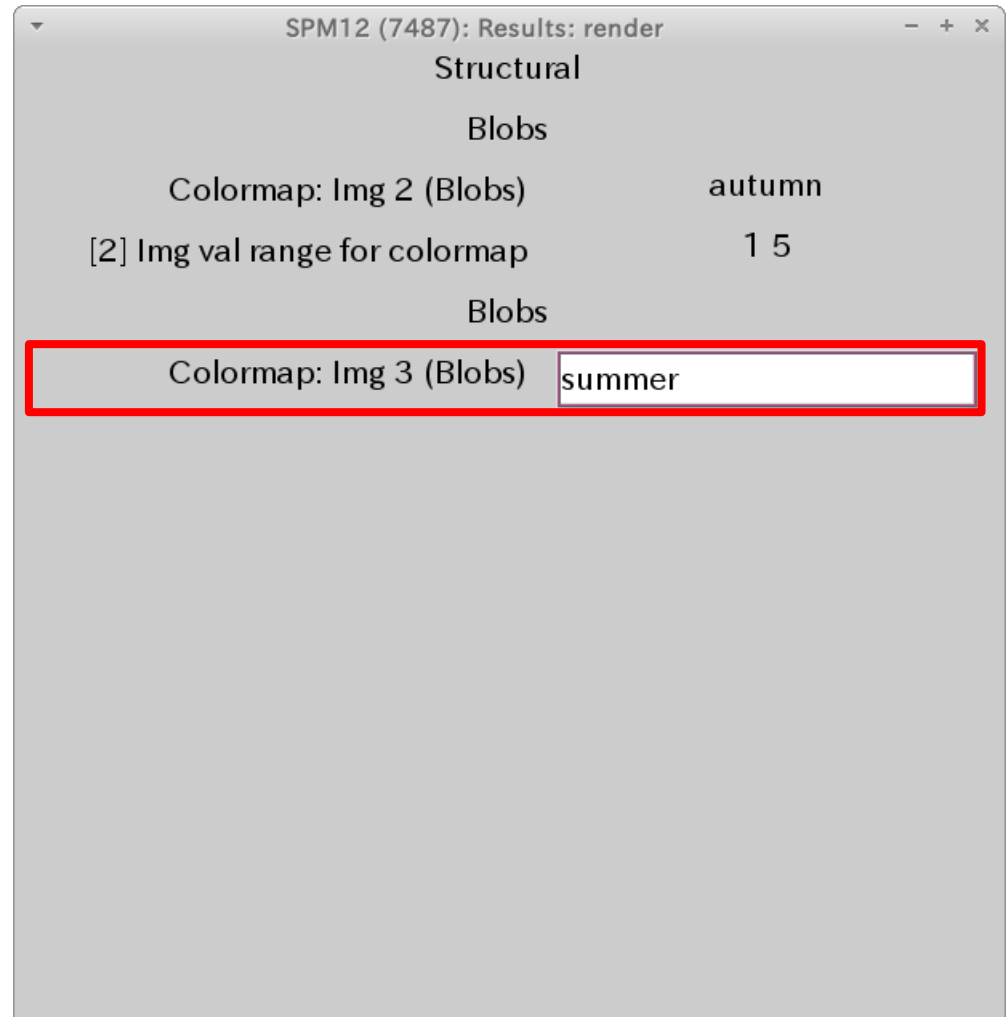 SPM12 (7487): Results: render
Structural
Blobs
Colormap: Img 2 (Blobs) autumn
[2] Img val range for colormap 1 5
Blobs
Colormap: Img 3 (Blobs) summer